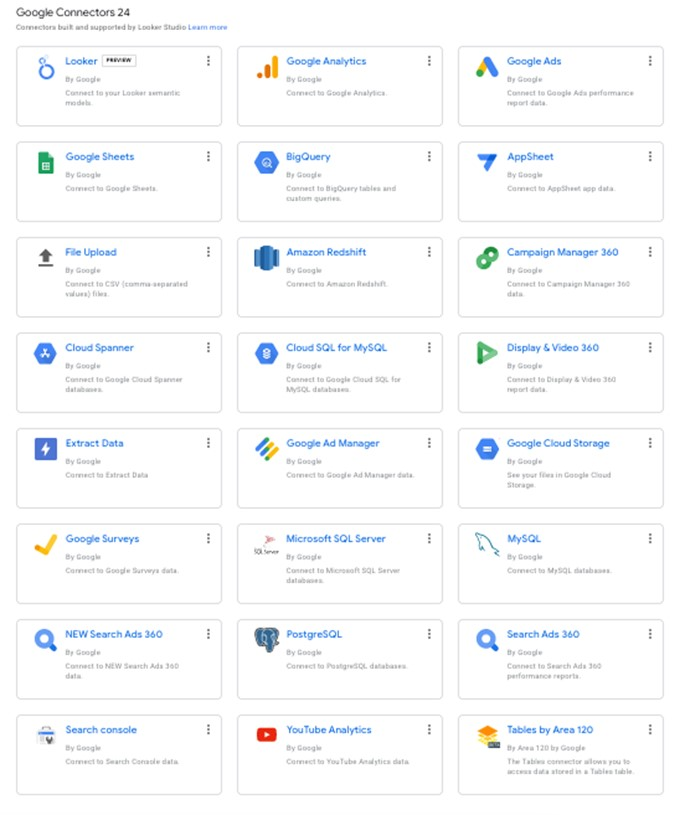 Google Connectors 24
Connectors built and supported by Looker Studio Learn more
Looker PREVIEW
By Google
Connect to your Looker semantic
models.
Google Analytics
By Google
Connect to Google Analytics.
Google Ads
By Google
Connect to Google Ads performance
report data.
Google Sheets
By Google
Connect to Google Sheets.
BigQuery
By Google
Connect to BigQuery tables and
custom queries.
AppSheet
By Google
Connect to AppSheet app data.
File Upload
By Google
Connect to CSV (comma-separated
values) files.
Amazon Redshift
By Google
Connect to Amazon Redshift.
Campaign Manager 360
By Google
Connect to Campaign Manager 360
data.
Cloud Spanner
By Google
Connect to Google Cloud Spanner
databases.
Cloud SQL for MySQL
By Google
Connect to Google Cloud SQL for
MySQL databases.
Display & Video 360
By Google
Connect to Display & Video 360
report data.
Extract Data
By Google
Connect to Extract Data
Google Ad Manager
By Google
Connect to Google Ad Manager data.
Google Cloud Storage
By Google
See your files in Google Cloud
Storage.
Google Surveys
By Google
Connect to Google Surveys data.
SQL Server
Microsoft SQL Server
By Google
Connect to Microsoft SQL Server
databases.
MySQL
By Google
Connect to MySQL databases.
NEW Search Ads 360
By Google
Connect to NEW Search Ads 360
data.
PostgreSQL
By Google
Connect to PostgreSQL databases.
Search Ads 360
By Google
Connect to Search Ads 360
performance reports.
Search console
By Google
Connect to Search Console data.
YouTube Analytics
By Google
Connect to YouTube Analytics data.
Tables by Area 120
By Area 120 by Google
The Tables connector allows you to
access data stored in a Tables table.